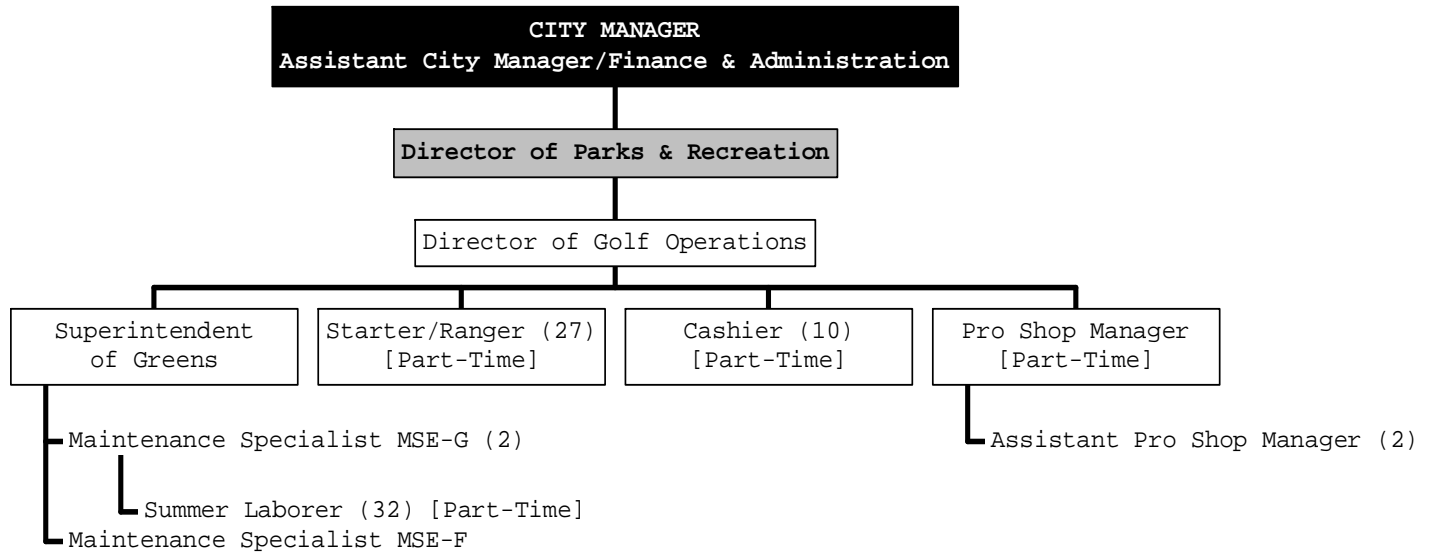 CITY MANAGER
Assistant City Manager/Finance & Administration
Director of Parks & Recreation
Director of Golf Operations
Superintendent
of Greens
Starter/Ranger (27)
[Part-Time]
Cashier (10)
[Part-Time]
Pro Shop Manager
[Part-Time]
Maintenance Specialist MSE-G (2)
Summer Laborer (32) [Part-Time]
Maintenance Specialist MSE-F
Assistant Pro Shop Manager (2)